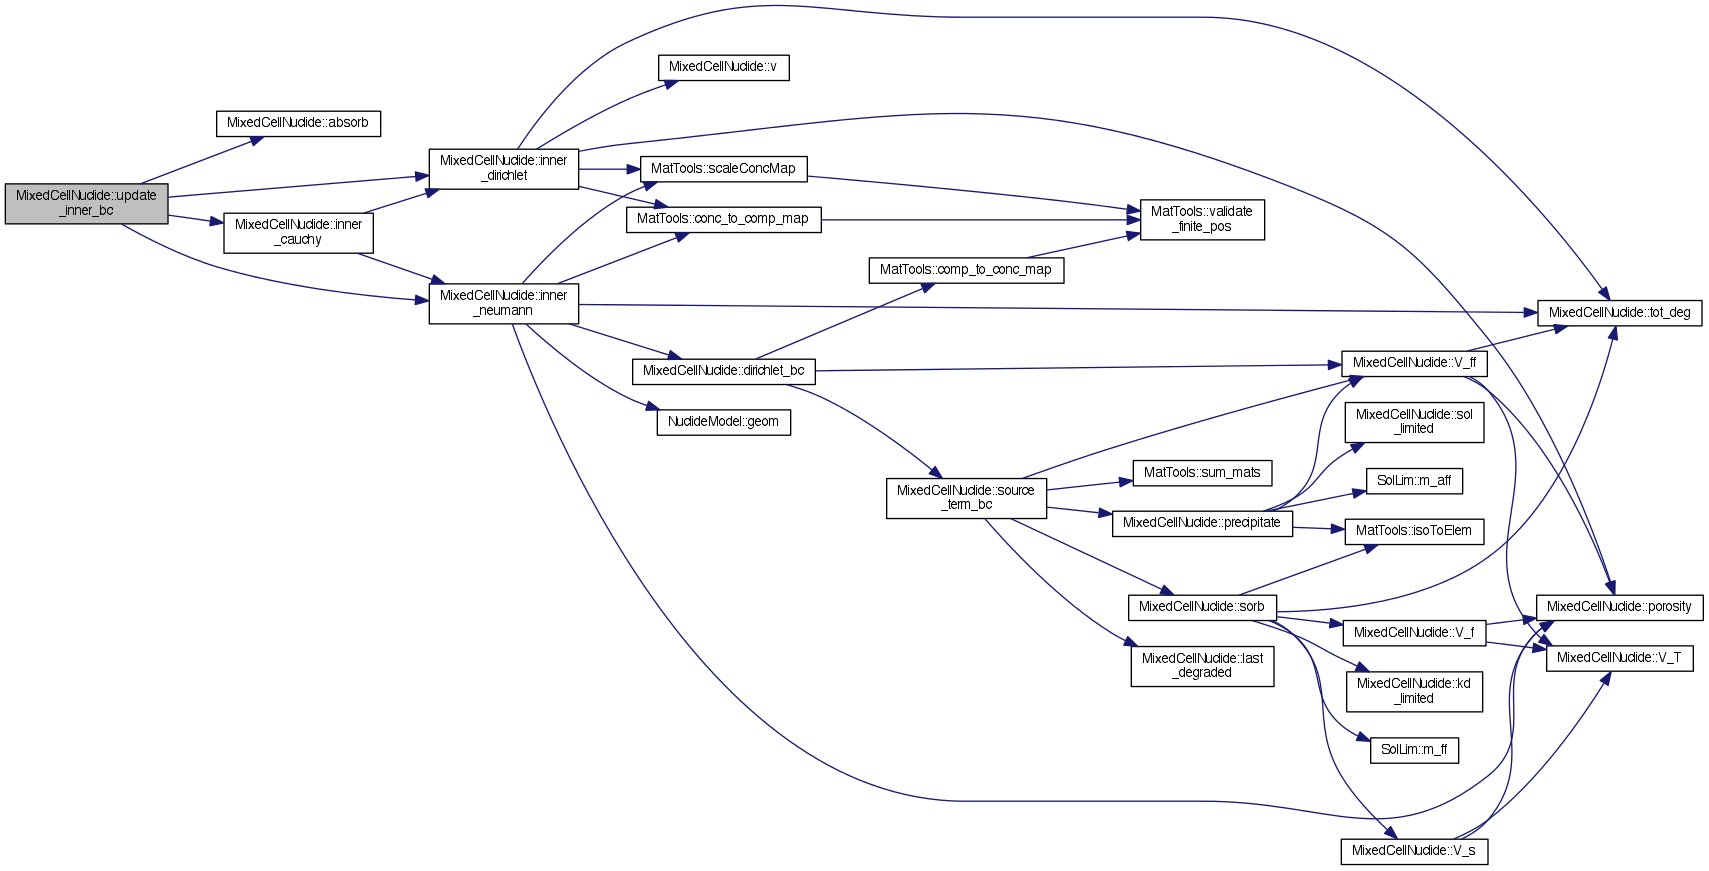 MixedCellNuclide::update
_inner_bc
MixedCellNuclide::absorb
MixedCellNuclide::inner
_cauchy
MixedCellNuclide::inner
_dirichlet
MixedCellNuclide::inner
_neumann
MixedCellNuclide::v
MatTools::scaleConcMap
MatTools::conc_to_comp_map
MixedCellNuclide::dirichlet_bc
NuclideModel::geom
MatTools::comp_to_conc_map
MixedCellNuclide::source
_term_bc
MatTools::validate
_finite_pos
MatTools::sum_mats
MixedCellNuclide::precipitate
MixedCellNuclide::sorb
MixedCellNuclide::last
_degraded
MixedCellNuclide::V_ff
MixedCellNuclide::sol
_limited
SolLim::m_aff
MatTools::isoToElem
MixedCellNuclide::V_f
MixedCellNuclide::kd
_limited
SolLim::m_ff
MixedCellNuclide::V_s
MixedCellNuclide::tot_deg
MixedCellNuclide::porosity
MixedCellNuclide::V_T